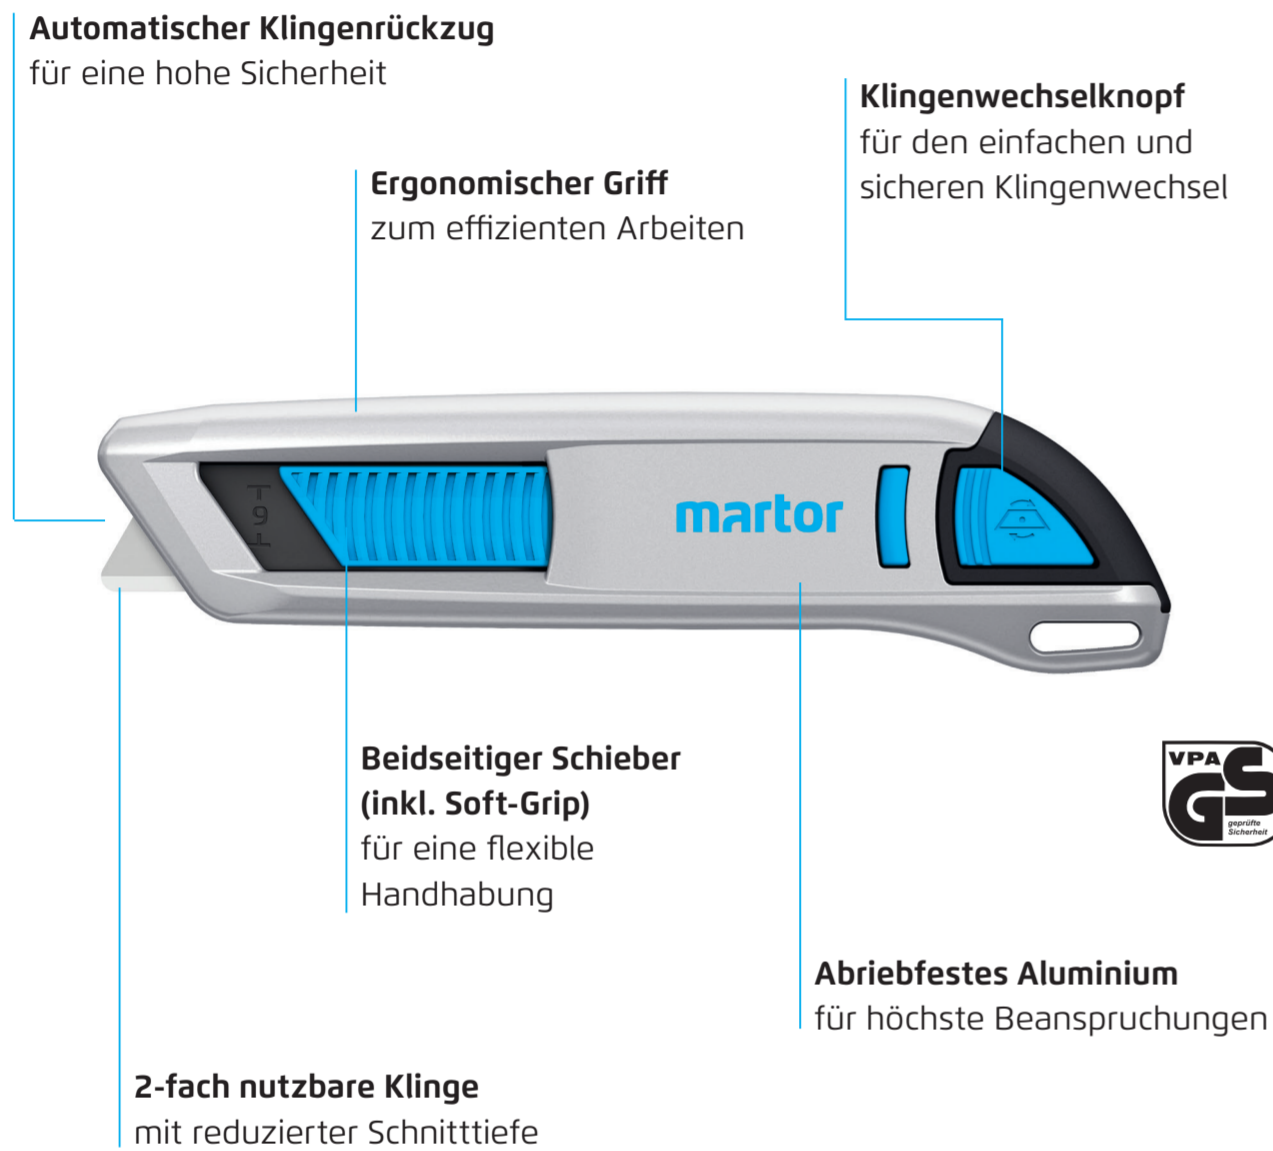 Automatischer Klingenrückzug
für eine hohe Sicherheit
Klingenwechselknopf
für den einfachen und
sicheren Klingenwechsel
Ergonomischer Griff
zum effizienten Arbeiten
9
martor
Beidseitiger Schieber
(inkl. Soft-Grip)
für eine flexible
Handhabung
VPA
GS
geprüfte
Sicherheit
Abriebfestes Aluminium
für höchste Beanspruchungen
2-fach nutzbare Klinge
mit reduzierter Schnitttiefe